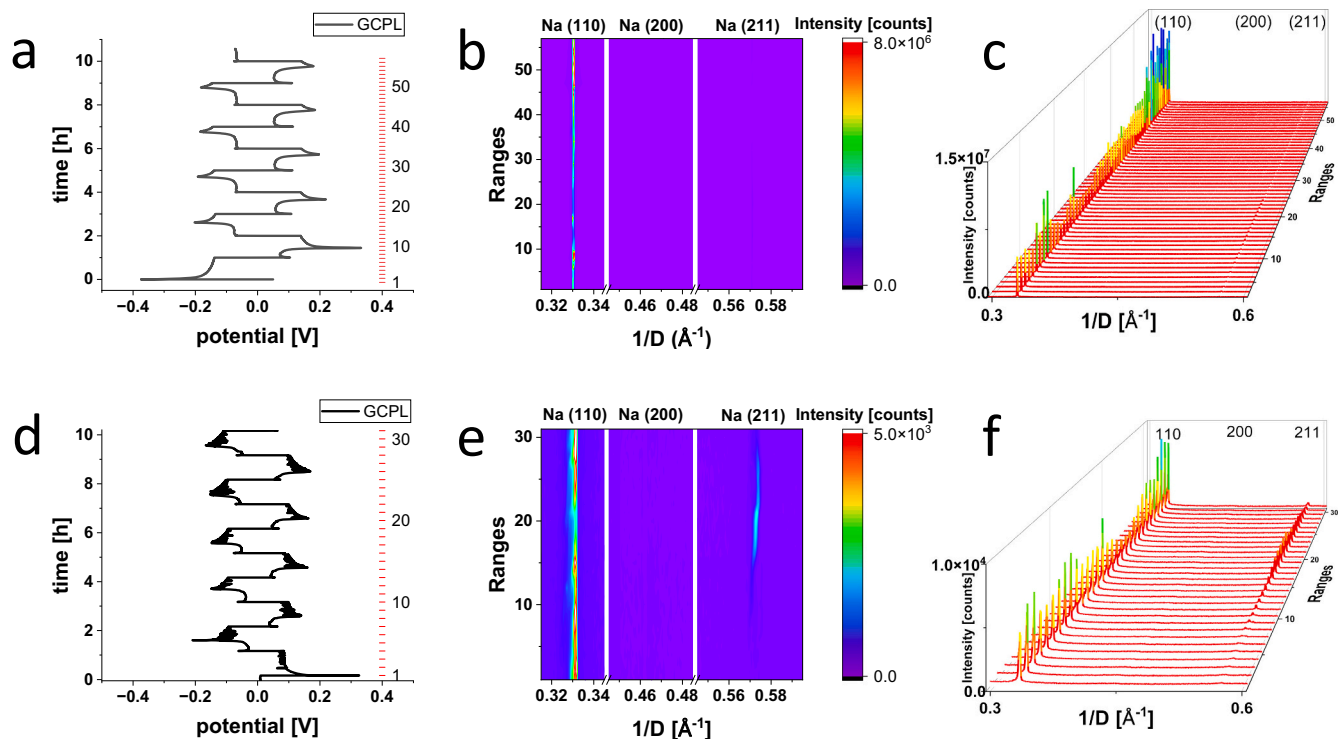 a
GCPL
time [h]
10
8
6
4
2
0
50
40
30
20
10
1
−0.4 −0.2 0.0 0.2 0.4
potential [V]
b
Na (110) Na (200) Na (211)
Intensity [counts]
8.0×10⁶
0.0
Ranges
50
40
30
20
10
0.32 0.34 0.46 0.48 0.56 0.58
1/D (Å⁻¹)
c
(110) (200) (211)
1.5×10⁷
Intensity [counts]
0.0
50
40
30
20
10
Ranges
0.3 0.6
1/D [Å⁻¹]
d
GCPL
time [h]
10
8
6
4
2
0
30
20
10
1
−0.4 −0.2 0.0 0.2 0.4
potential [V]
e
Na (110) Na (200) Na (211)
Intensity [counts]
5.0×10³
0.0
Ranges
30
20
10
0.32 0.34 0.46 0.48 0.56 0.58
1/D [Å⁻¹]
f
110 200 211
1.0×10⁴
Intensity [counts]
0.0
30
20
10
Ranges
0.3 0.6
1/D [Å⁻¹]